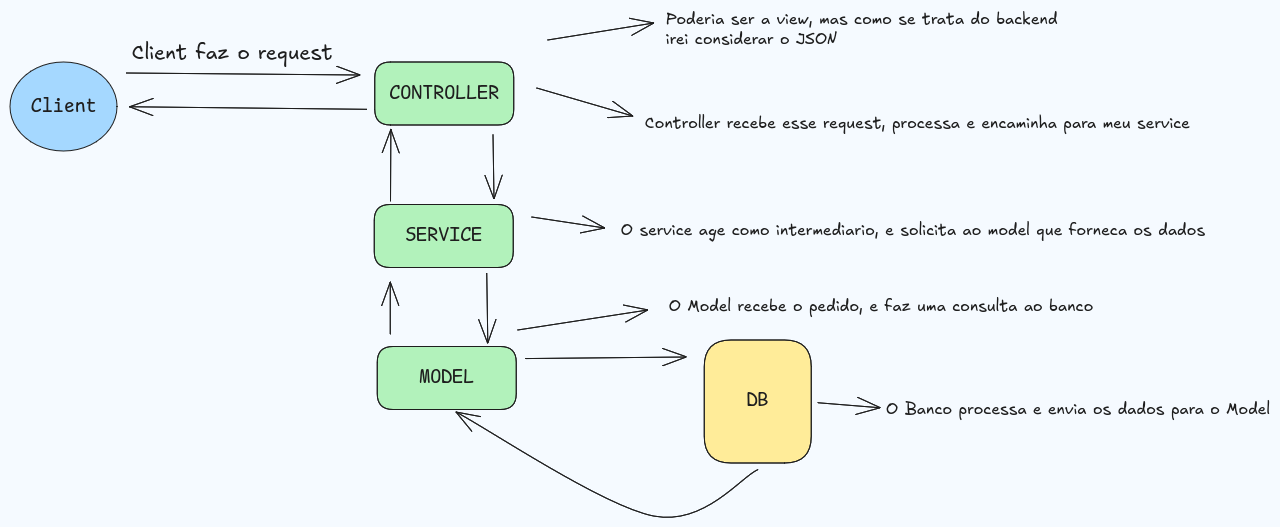 Poderia ser a view, mas como se trata do backend
irei considerar o JSON
Client faz o request
CONTROLLER
Client
Controller recebe esse request, processa e encaminha para meu service
SERVICE
O service age como intermediario, e solicita ao model que forneca os dados
O Model recebe o pedido, e faz uma consulta ao banco
MODEL
DB
O Banco processa e envia os dados para o Model